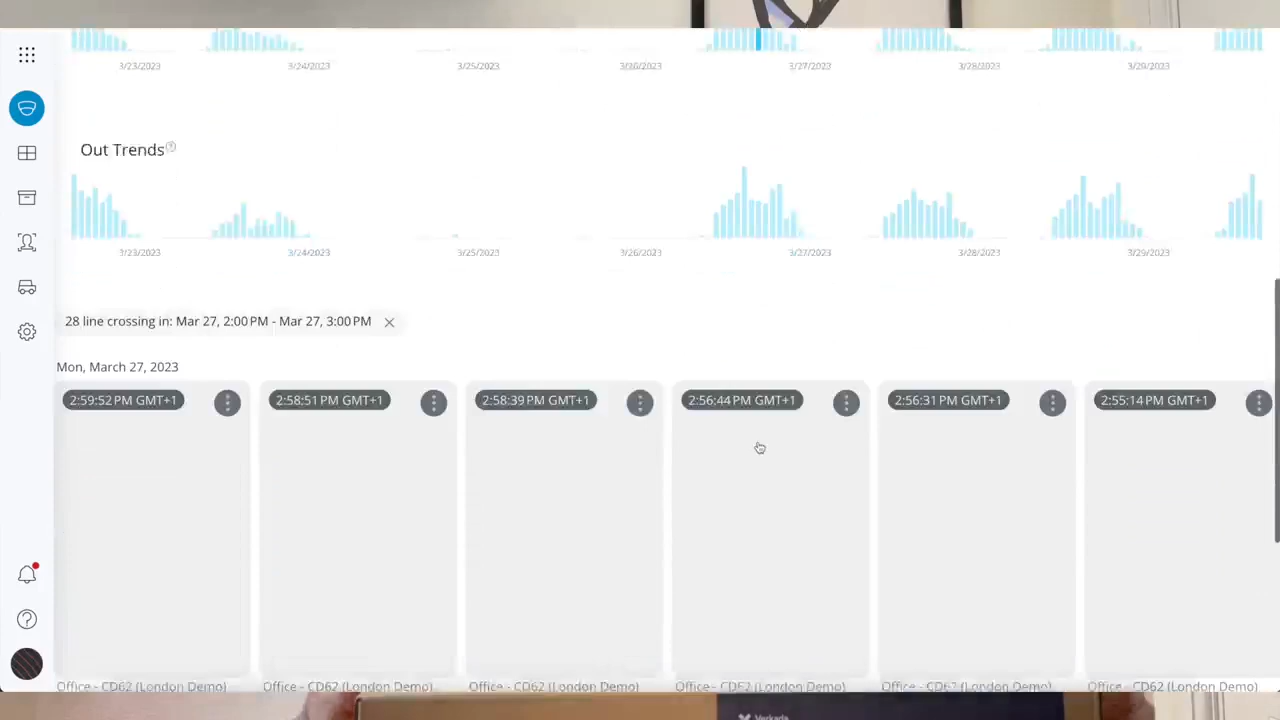 3/23/2023 3/24/2023 3/25/2023 3/26/2023 3/27/2023 3/28/2023 3/29/2023
Out Trends
3/23/2023 3/24/2023 3/25/2023 3/26/2023 3/27/2023 3/28/2023 3/29/2023
28 line crossing in: Mar 27, 2:00 PM - Mar 27, 3:00 PM
Mon, March 27, 2023
2:59:52 PM GMT+1 2:58:51 PM GMT+1 2:58:39 PM GMT+1 2:56:44 PM GMT+1 2:56:31 PM GMT+1 2:55:14 PM GMT+1
Office - CD62 (London Demo) Office - CD62 (London Demo) Office - CD62 (London Demo) Office - CD62 (London Demo) Office - CD62 (London Demo) Office - CD62 (London Demo)
Verkada